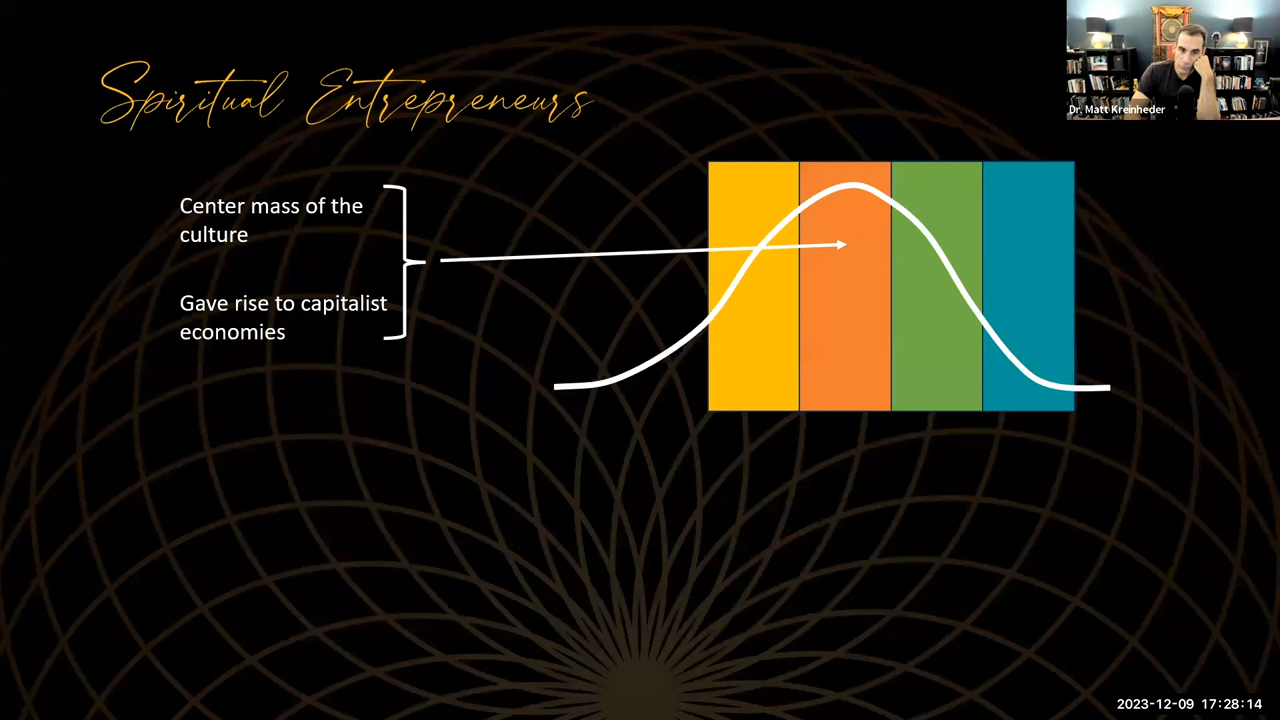 Spiritual Entrepreneurs
Dr. Matt Kreinheder
Center mass of the
culture
Gave rise to capitalist
economies
2023-12-09 17:28:14